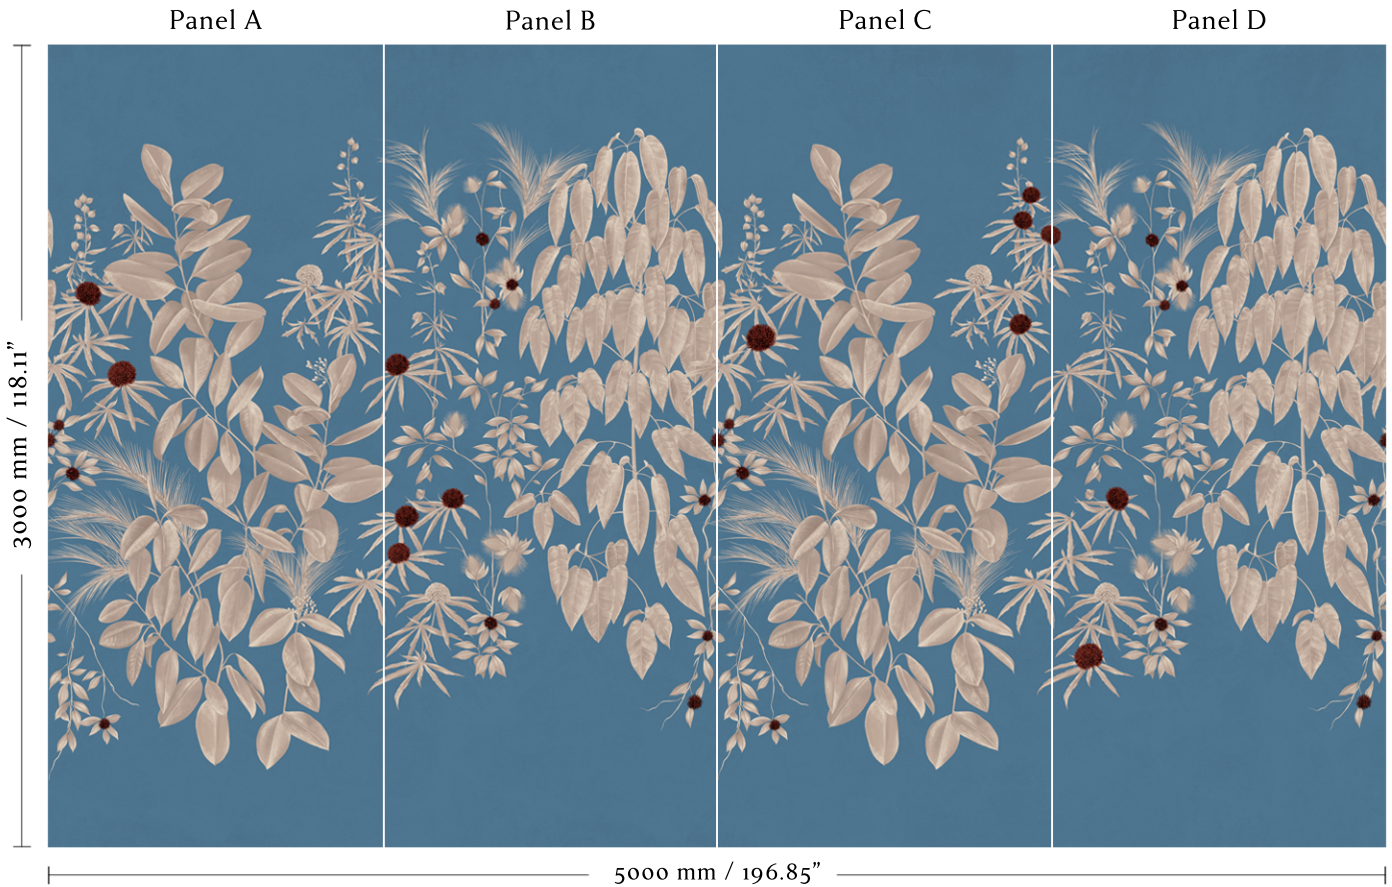 Panel A
Panel B
Panel C
Panel D
3000 mm / 118.11”
5000 mm / 196.85”